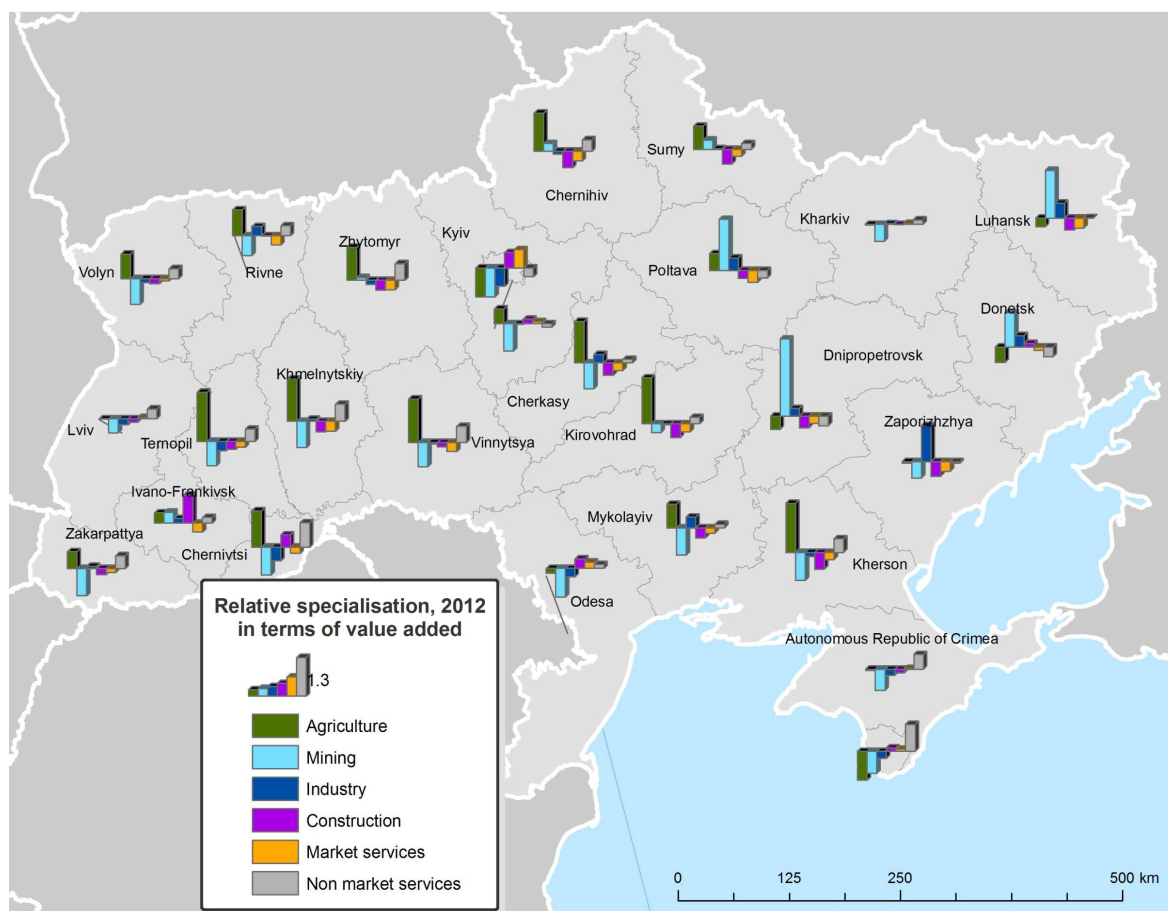 Chernihiv
Sumy
Kharkiv
Luhansk
Volyn
Rivne
Zhytomyr
Kyiv
Poltava
Donetsk
Dnipropetrovsk
Lviv
Ternopil
Khmelnytskiy
Vinnytsya
Cherkasy
Kirovohrad
Zaporizhzhya
Ivano-Frankivsk
Zakarpattya
Cherniytsi
Mykolayiv
Kherson
Odesa
Autonomous Republic of Crimea
Relative specialisation, 2012
in terms of value added
1.3
Agriculture
Mining
Industry
Construction
Market services
Non market services
0 125 250 500 km